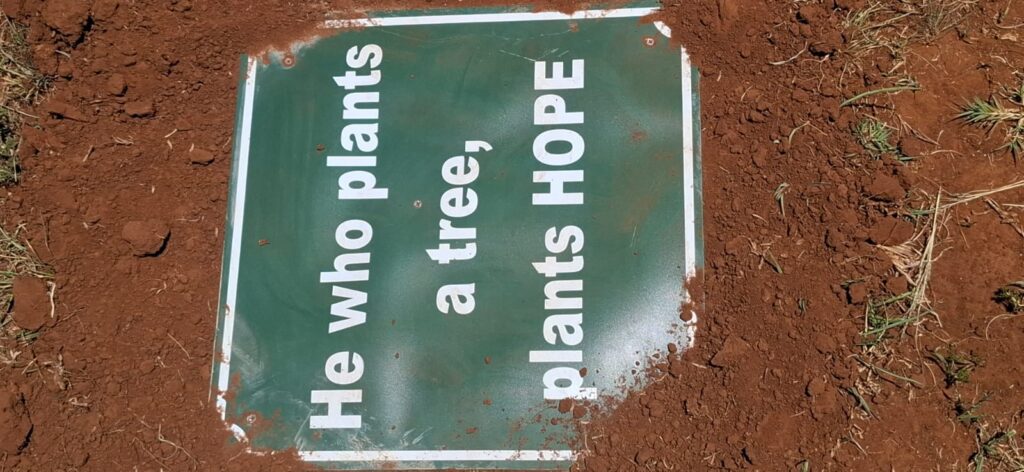 He who plants
a tree,
plants HOPE